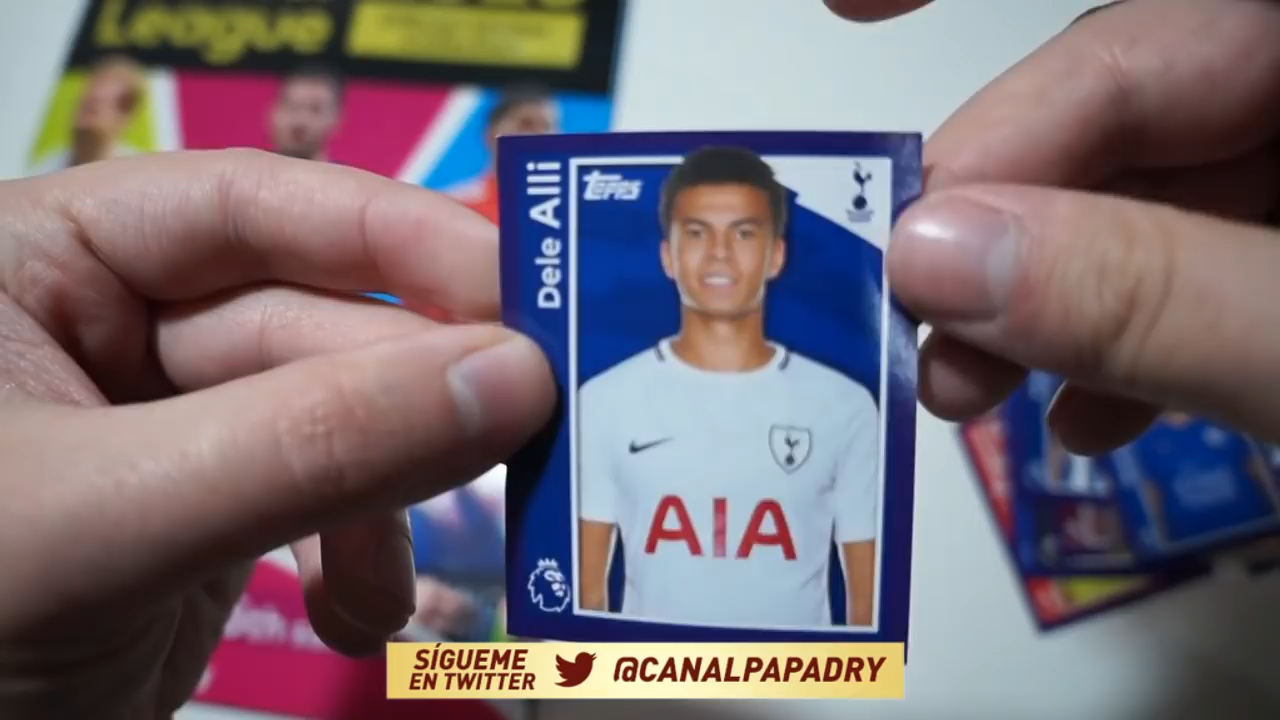 League
Dele Alli
Topps
AIA
SÍGUEME
EN TWITTER
@CANALPAPADRY